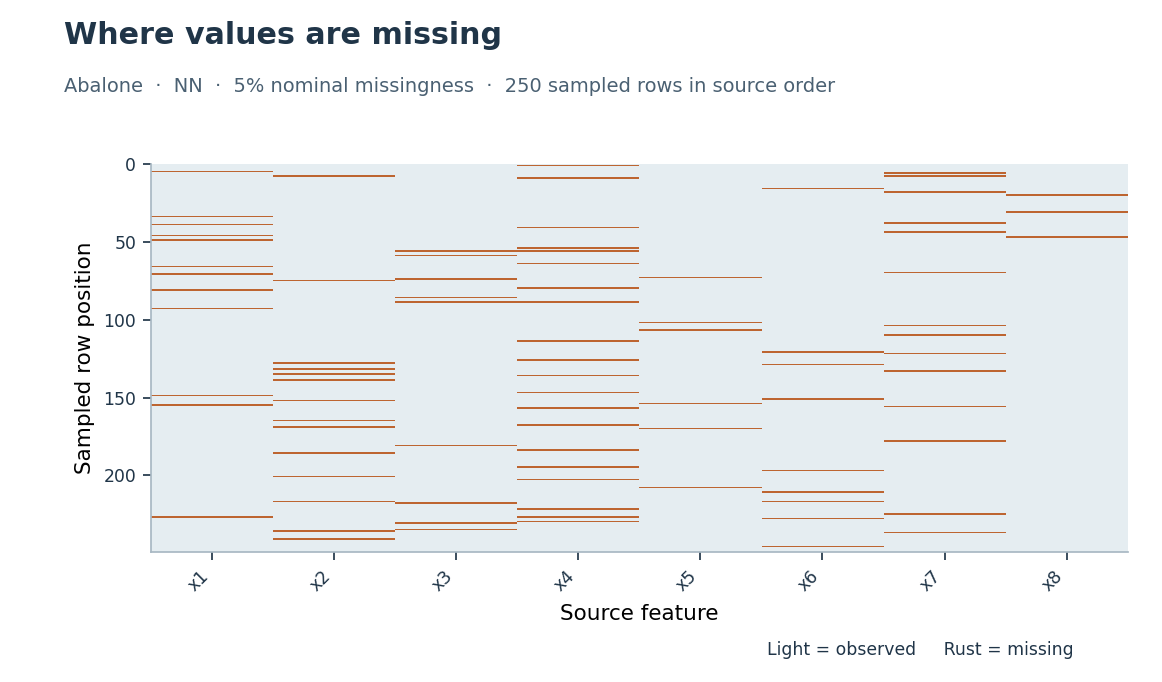 Where values are missing
Abalone · NN · 5% nominal missingness · 250 sampled rows in source order
0
50
100
150
200
Sampled row position
x1 x2 x3 x4 x5 x6 x7 x8
Source feature
Light = observed Rust = missing